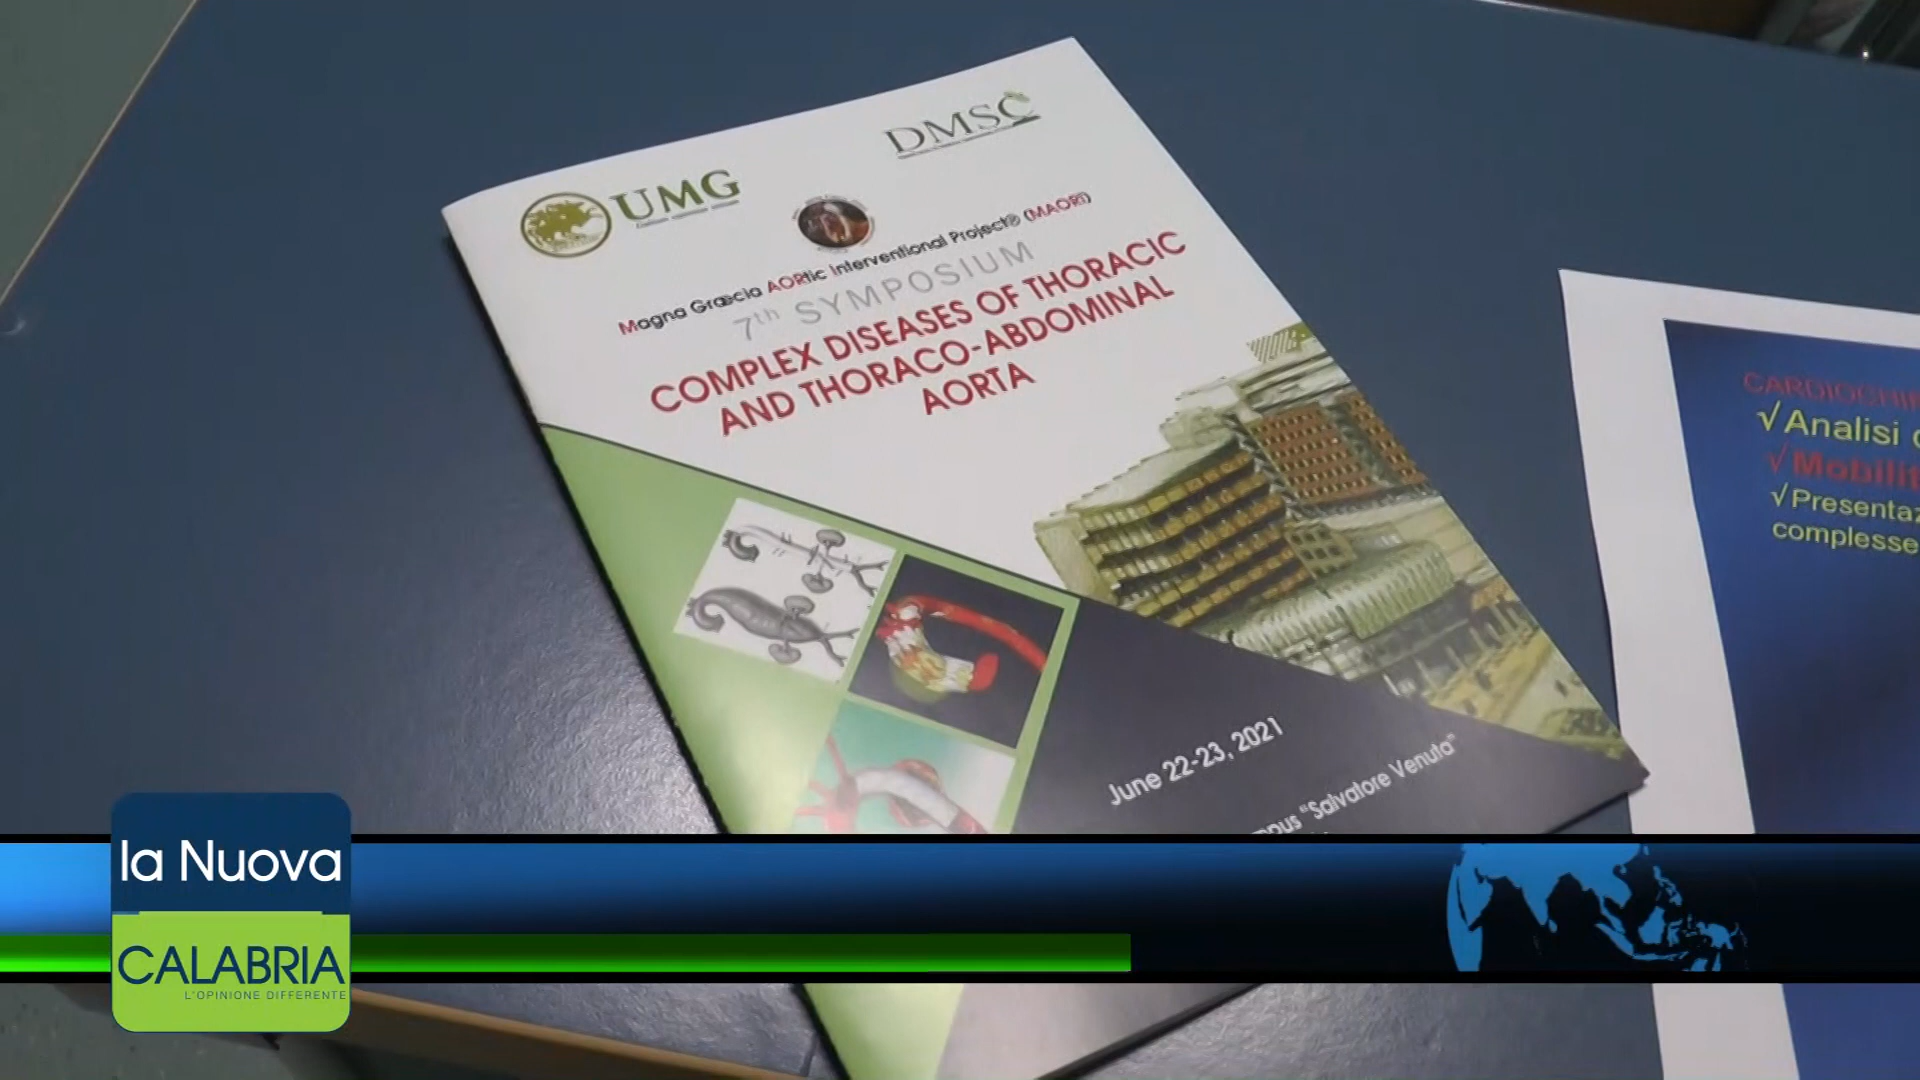 UMG
DMSC
Magna Græcia AORtic Interventional Project® (MAORI)
7th SYMPOSIUM
COMPLEX DISEASES OF THORACIC
AND THORACO-ABDOMINAL
AORTA
June 22-23, 2021
"Salvatore Venuta"
√Analisi
√Presentaz
complesse
la Nuova
CALABRIA
L'OPINIONE DIFFERENTE